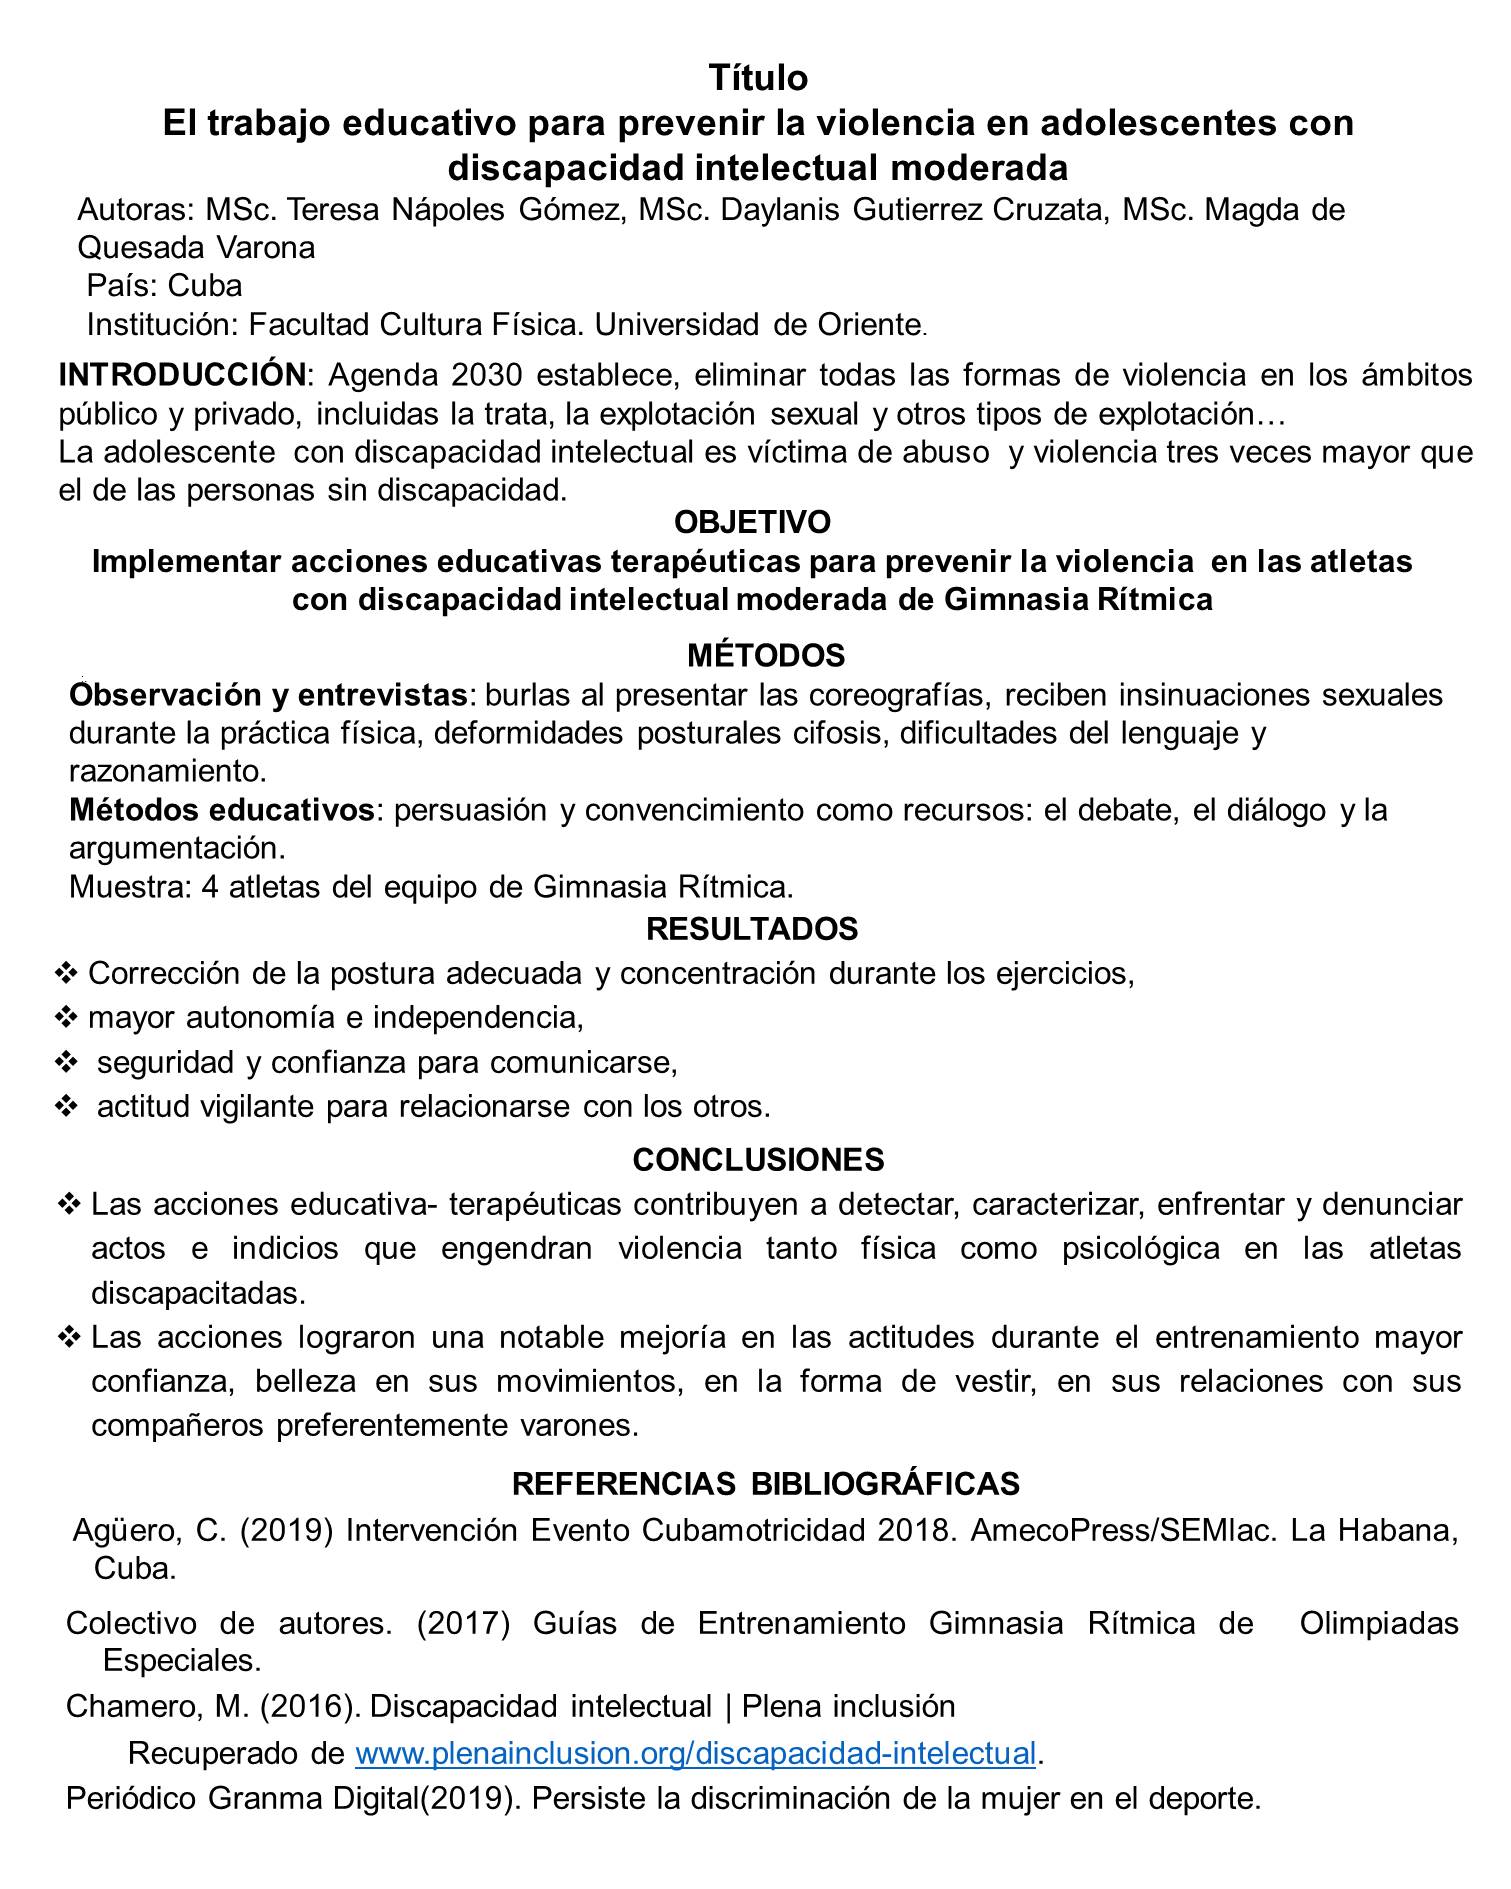 Título
El trabajo educativo para prevenir la violencia en adolescentes con
discapacidad intelectual moderada
Autoras: MSc. Teresa Nápoles Gómez, MSc. Daylanis Gutierrez Cruzata, MSc. Magda de
Quesada Varona
País: Cuba
Institución: Facultad Cultura Física. Universidad de Oriente.
INTRODUCCIÓN: Agenda 2030 establece, eliminar todas las formas de violencia en los ámbitos
público y privado, incluidas la trata, la explotación sexual y otros tipos de explotación…
La adolescente con discapacidad intelectual es víctima de abuso y violencia tres veces mayor que
el de las personas sin discapacidad.
OBJETIVO
Implementar acciones educativas terapéuticas para prevenir la violencia en las atletas
con discapacidad intelectual moderada de Gimnasia Rítmica
MÉTODOS
Observación y entrevistas: burlas al presentar las coreografías, reciben insinuaciones sexuales
durante la práctica física, deformidades posturales cifosis, dificultades del lenguaje y
razonamiento.
Métodos educativos: persuasión y convencimiento como recursos: el debate, el diálogo y la
argumentación.
Muestra: 4 atletas del equipo de Gimnasia Rítmica.
RESULTADOS
❖ Corrección de la postura adecuada y concentración durante los ejercicios,
❖ mayor autonomía e independencia,
❖ seguridad y confianza para comunicarse,
❖ actitud vigilante para relacionarse con los otros.
CONCLUSIONES
❖ Las acciones educativa- terapéuticas contribuyen a detectar, caracterizar, enfrentar y denunciar
actos e indicios que engendran violencia tanto física como psicológica en las atletas
discapacitadas.
❖ Las acciones lograron una notable mejoría en las actitudes durante el entrenamiento mayor
confianza, belleza en sus movimientos, en la forma de vestir, en sus relaciones con sus
compañeros preferentemente varones.
REFERENCIAS BIBLIOGRÁFICAS
Agüero, C. (2019) Intervención Evento Cubamotricidad 2018. AmecoPress/SEMlac. La Habana,
Cuba.
Colectivo de autores. (2017) Guías de Entrenamiento Gimnasia Rítmica de Olimpiadas
Especiales.
Chamero, M. (2016). Discapacidad intelectual | Plena inclusión
Recuperado de www.plenainclusion.org/discapacidad-intelectual.
Periódico Granma Digital(2019). Persiste la discriminación de la mujer en el deporte.